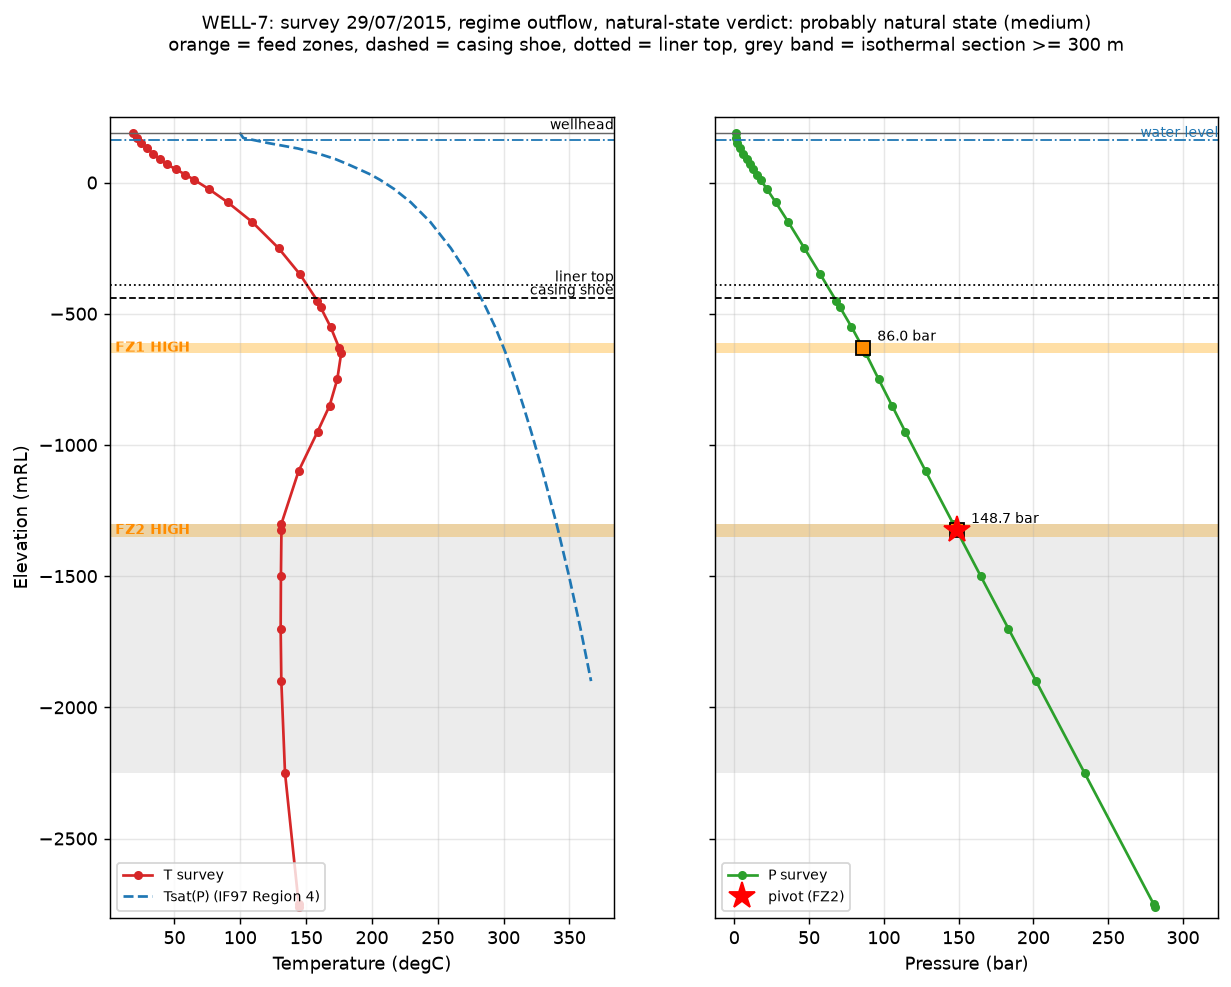 WELL-7: survey 29/07/2015, regime outflow, natural-state verdict: probably natural state (medium)
orange = feed zones, dashed = casing shoe, dotted = liner top, grey band = isothermal section >= 300 m
wellhead
liner top
casing shoe
FZ1 HIGH
FZ2 HIGH
0
−500
−1000
−1500
−2000
−2500
Elevation (mRL)
T survey
Tsat(P) (IF97 Region 4)
50 100 150 200 250 300 350
Temperature (degC)
water level
86.0 bar
148.7 bar
P survey
pivot (FZ2)
0 50 100 150 200 250 300
Pressure (bar)